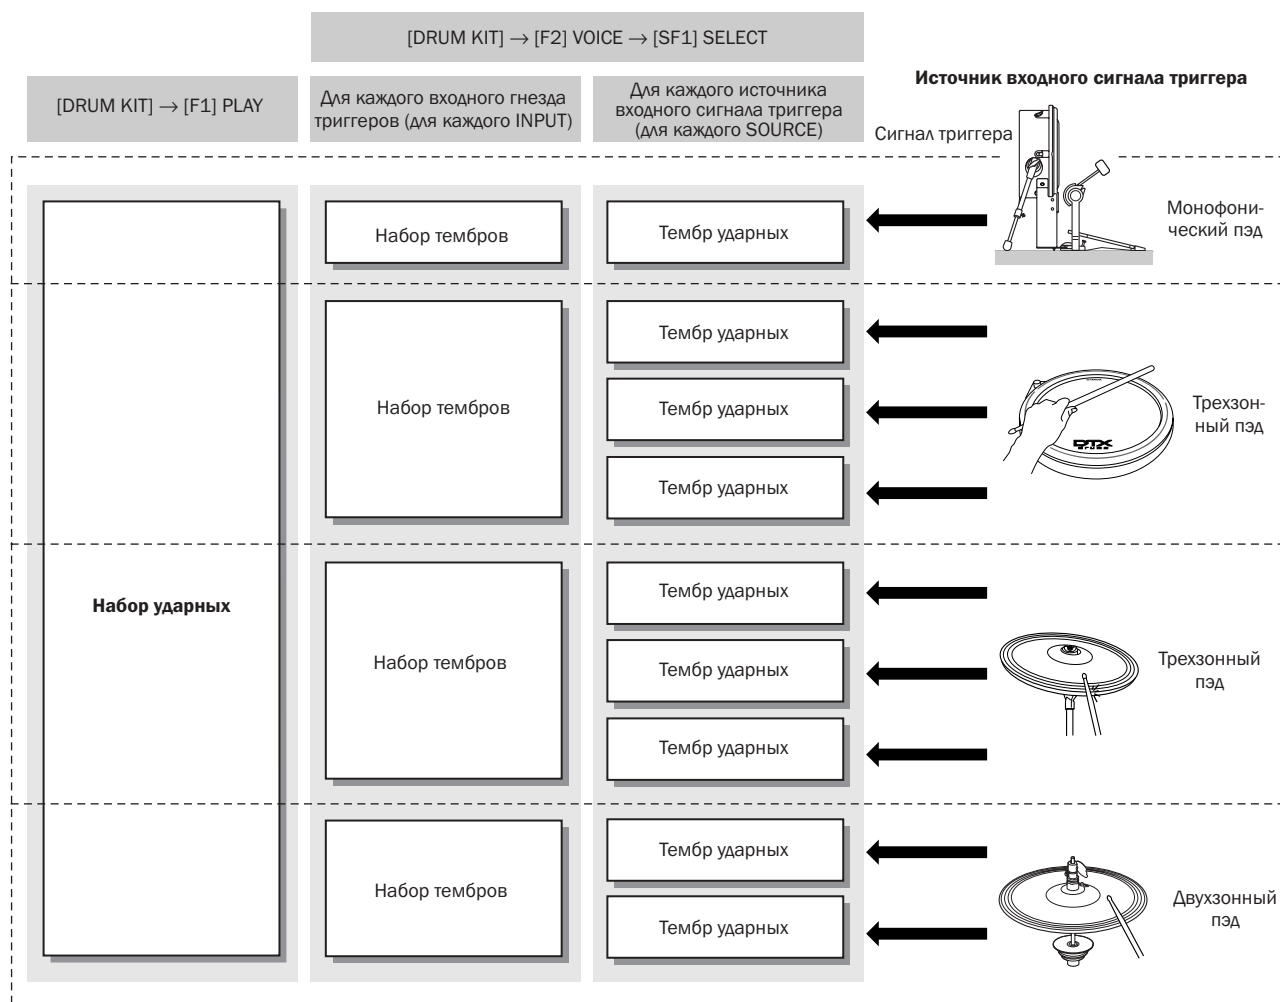 [DRUM KIT] → [F2] VOICE → [SF1] SELECT
[DRUM KIT] → [F1] PLAY
Для каждого входного гнезда
триггеров (для каждого INPUT)
Для каждого источника
входного сигнала триггера
(для каждого SOURCE)
Источник входного сигнала триггера
Сигнал триггера
Набор тембров
Тембр ударных
Монофони-
ческий пэд
Тембр ударных
Набор тембров
Тембр ударных
Тембр ударных
DTX
Трехзон-
ный пэд
Набор ударных
Тембр ударных
Набор тембров
Тембр ударных
Тембр ударных
Трехзонный
пэд
Тембр ударных
Набор тембров
Тембр ударных
Двухзонный
пэд